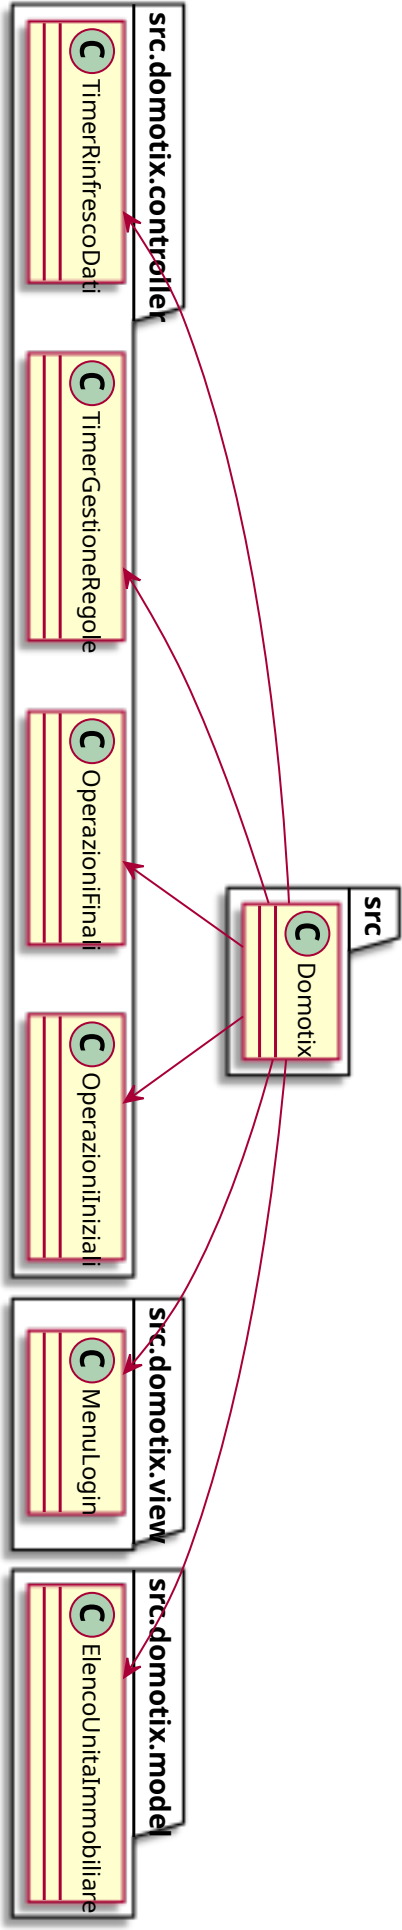 src
C Domotix
src.domotix.controller
C TimerRinfrescoDati
C TimerGestioneRegole
C OperazioniFinali
C OperazioniIniziali
src.domotix.view
C MenuLogin
src.domotix.model
C ElencoUnitaImmobiliare